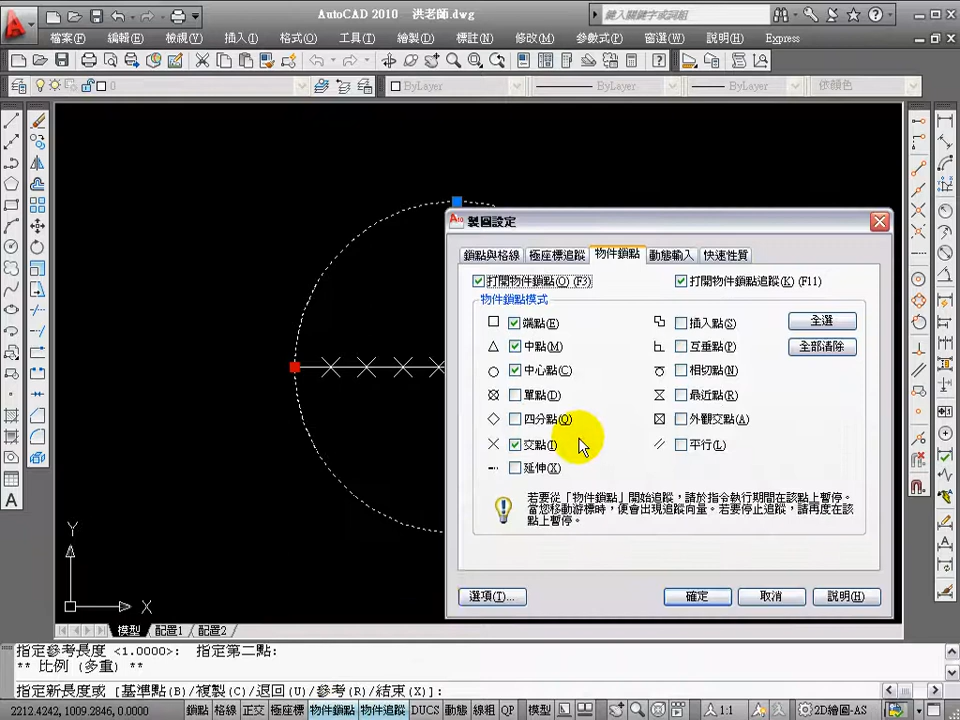 AutoCAD 2010 洪老師.dwg
鍵入關鍵字或片語
檔案(F) 編輯(E) 檢視(V) 插入(I) 格式(O) 工具(T) 繪製(D) 標註(N) 修改(M) 參數式(P) 窗選(W) 說明(H) Express
0 ByLayer ByLayer ByLayer 依顏色
製圖設定
鎖點與格線 極座標追蹤 物件鎖點 動態輸入 快速性質
打開物件鎖點(O) (F3) 打開物件鎖點追蹤(K) (F11)
物件鎖點模式
端點(E) 插入點(S) 全選
中點(M) 互垂點(P) 全部清除
中心點(C) 相切點(N)
單點(D) 最近點(R)
四分點(Q) 外觀交點(A)
交點(I) 平行(L)
延伸(X)
若要從「物件鎖點」開始追蹤，請於指令執行期間在該點上暫停。
當您移動游標時，便會出現追蹤向量。若要停止追蹤，請再度在該
點上暫停。
選項(T)... 確定 取消 說明(H)
Y
X
模型 配置1 配置2
指定參考長度 <1.0000>: 指定第二點:
** 比例 (多重) **
指定新長度或 [基準點(B)/複製(C)/退回(U)/參考(R)/結束(X)]:
2212.4242, 1009.2846, 0.0000 鎖點 格線 正交 極座標 物件鎖點 物件追蹤 DUCS 動態 線粗 QP 模型 1:1 2D繪圖-AS